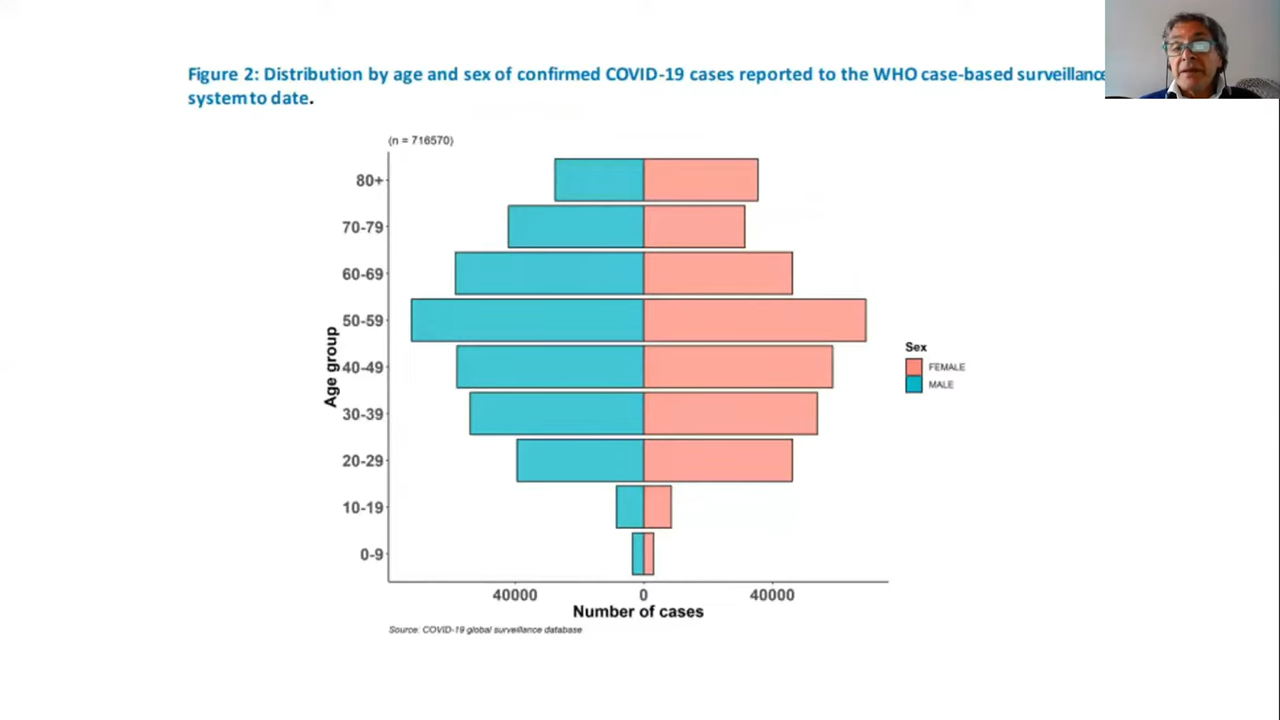 Figure 2: Distribution by age and sex of confirmed COVID-19 cases reported to the WHO case-based surveillance
system to date.
(n = 716570)
80+
70-79
60-69
50-59
40-49
30-39
20-29
10-19
0-9
Age group
Sex
FEMALE
MALE
40000 0 40000
Number of cases
Source: COVID-19 global surveillance database